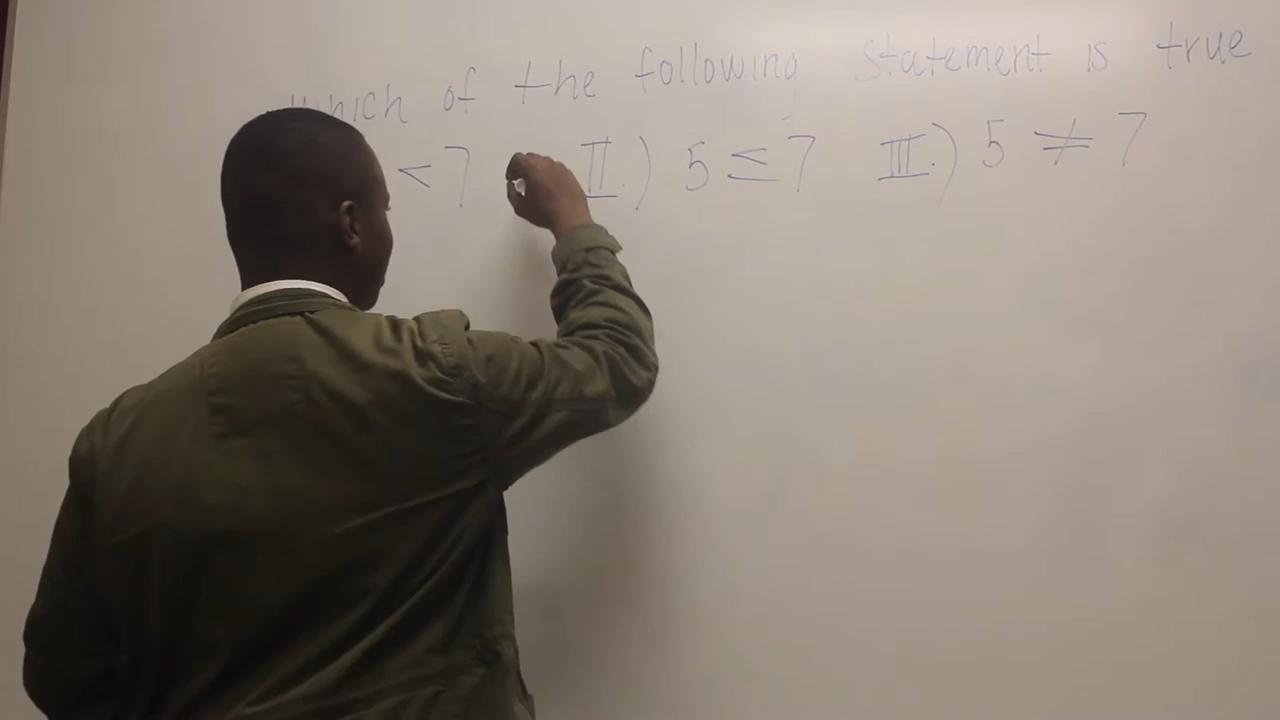 which of the following statement is true
< 7 II.) 5 ≤ 7 III.) 5 ≠ 7